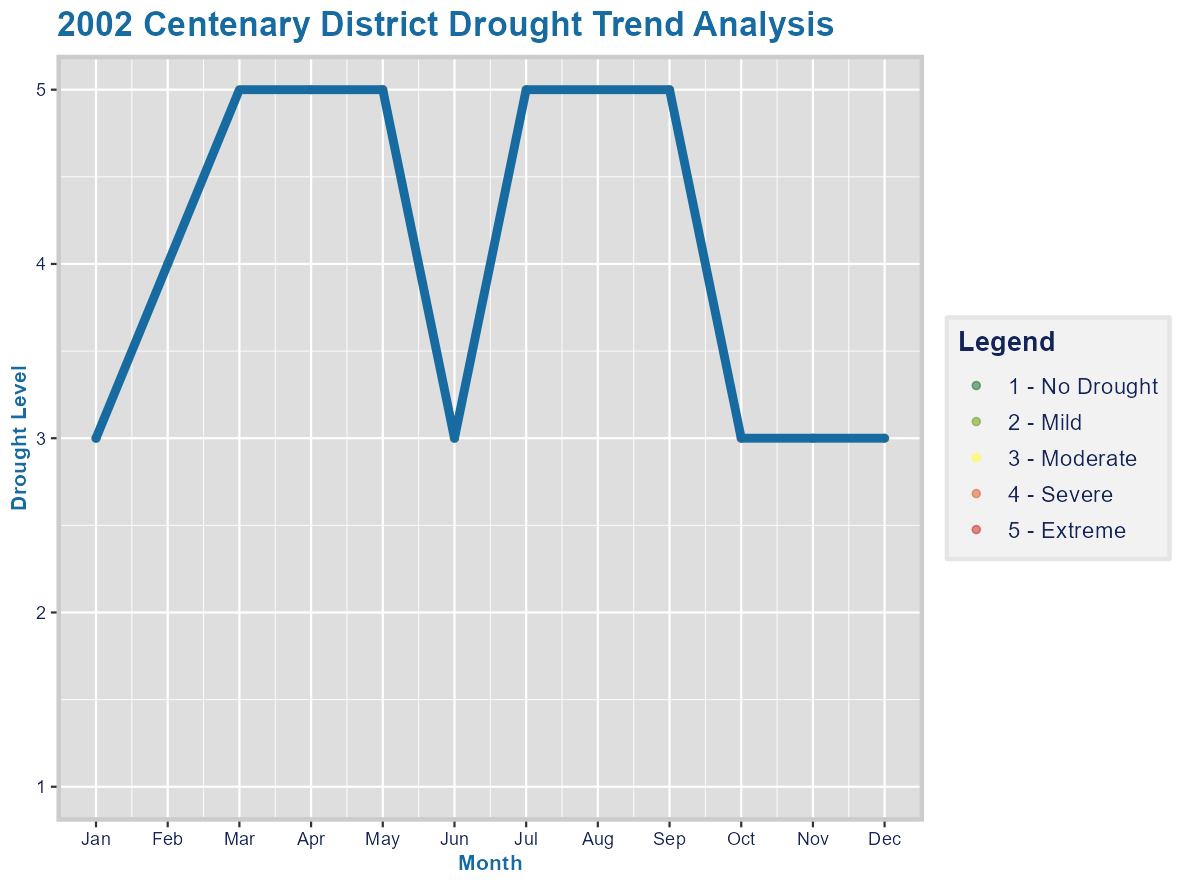 2002 Centenary District Drought Trend Analysis
Drought Level
5
4
3
2
1
Jan Feb Mar Apr May Jun Jul Aug Sep Oct Nov Dec
Month
Legend
1 - No Drought
2 - Mild
3 - Moderate
4 - Severe
5 - Extreme